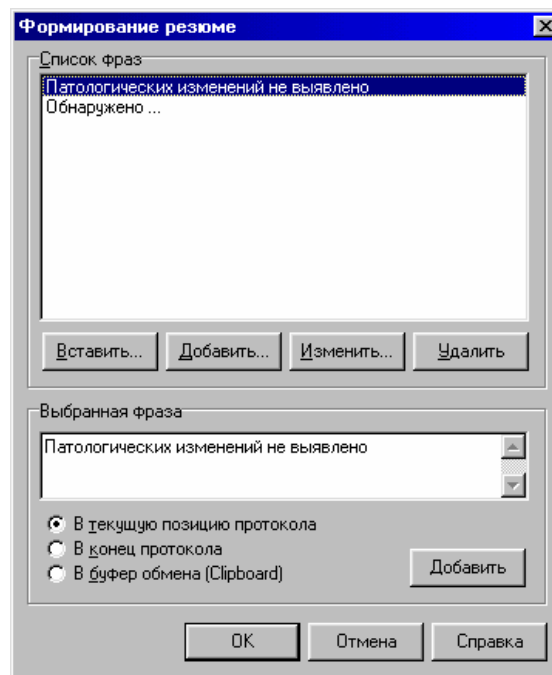 Формирование резюме
Список фраз
Патологических изменений не выявлено
Обнаружено ...
Вставить... Добавить... Изменить... Удалить
Выбранная фраза
Патологических изменений не выявлено
В текущую позицию протокола
В конец протокола
В буфер обмена (Clipboard)
Добавить
OK Отмена Справка